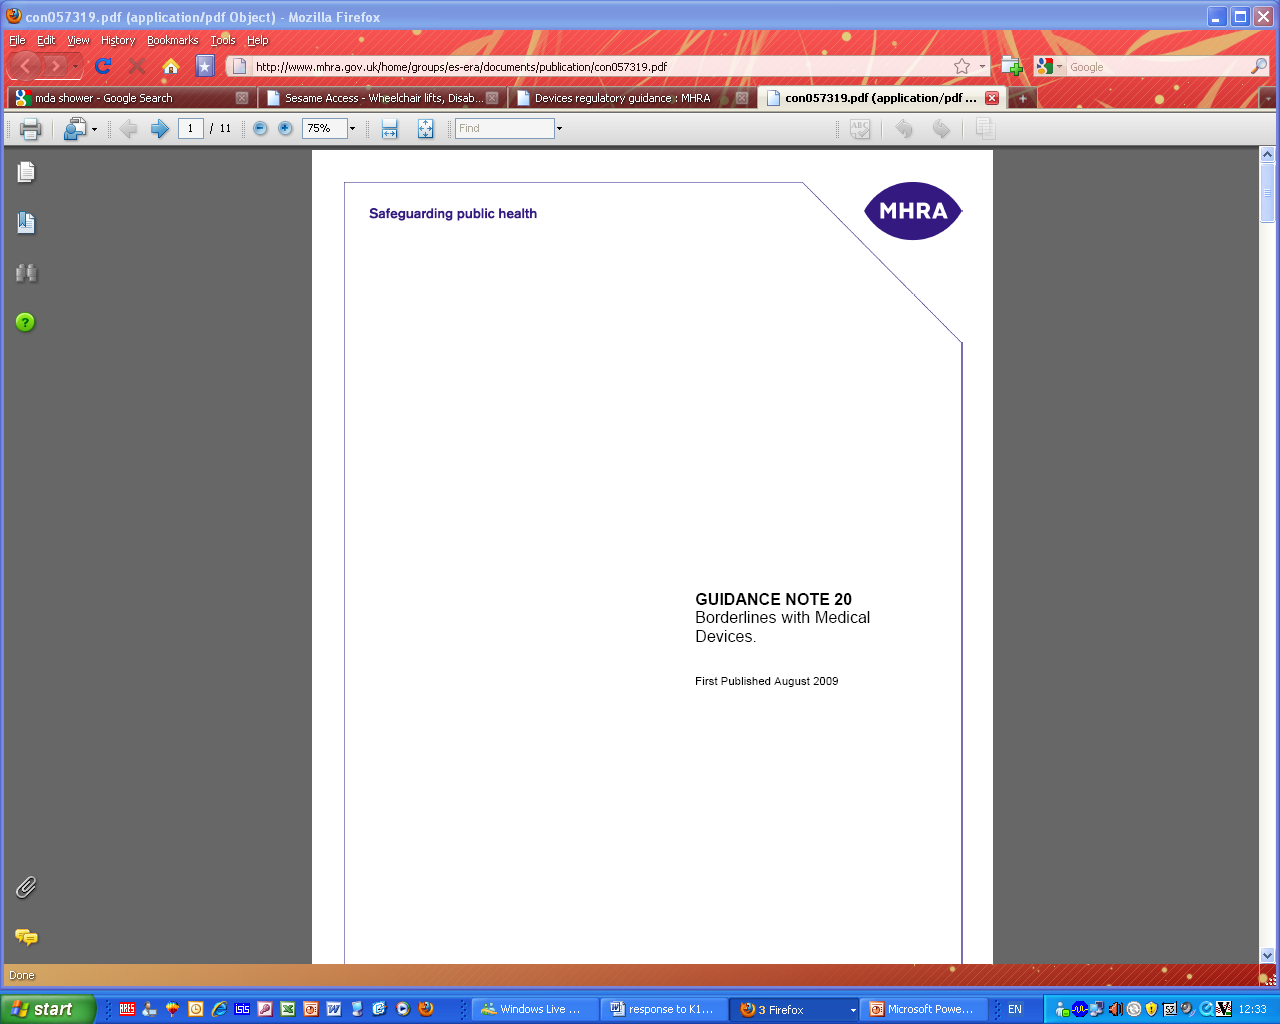 con057319.pdf (application/pdf Object) - Mozilla Firefox
File Edit View History Bookmarks Tools Help
http://www.mhra.gov.uk/home/groups/es-era/documents/publication/con057319.pdf
Google
mda shower - Google Search
Sesame Access - Wheelchair lifts, Disab...
Devices regulatory guidance : MHRA
con057319.pdf (application/pdf ...
1 / 11
75%
Find
ABC
Safeguarding public health
MHRA
GUIDANCE NOTE 20
Borderlines with Medical
Devices.
First Published August 2009
Done
start
RRES
ISIS
Windows Live ...
response to K1...
3 Firefox
Microsoft Powe...
EN
12:33